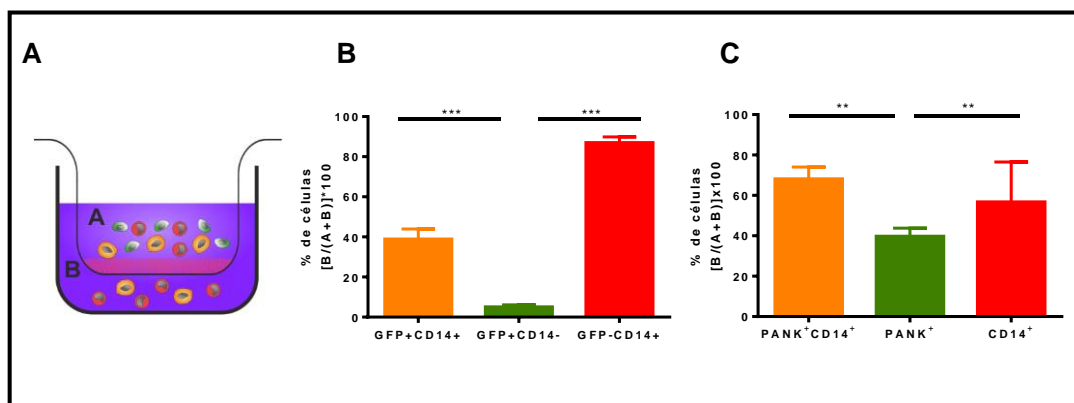 A
A
B
B
% de células
[B/(A+B)]*100
100
80
60
40
20
0
***
***
GFP+CD14+
GFP+CD14-
GFP-CD14+
C
% de células
[B/(A+B)]x100
100
80
60
40
20
0
**
**
PANK⁺CD14⁺
PANK⁺
CD14⁺